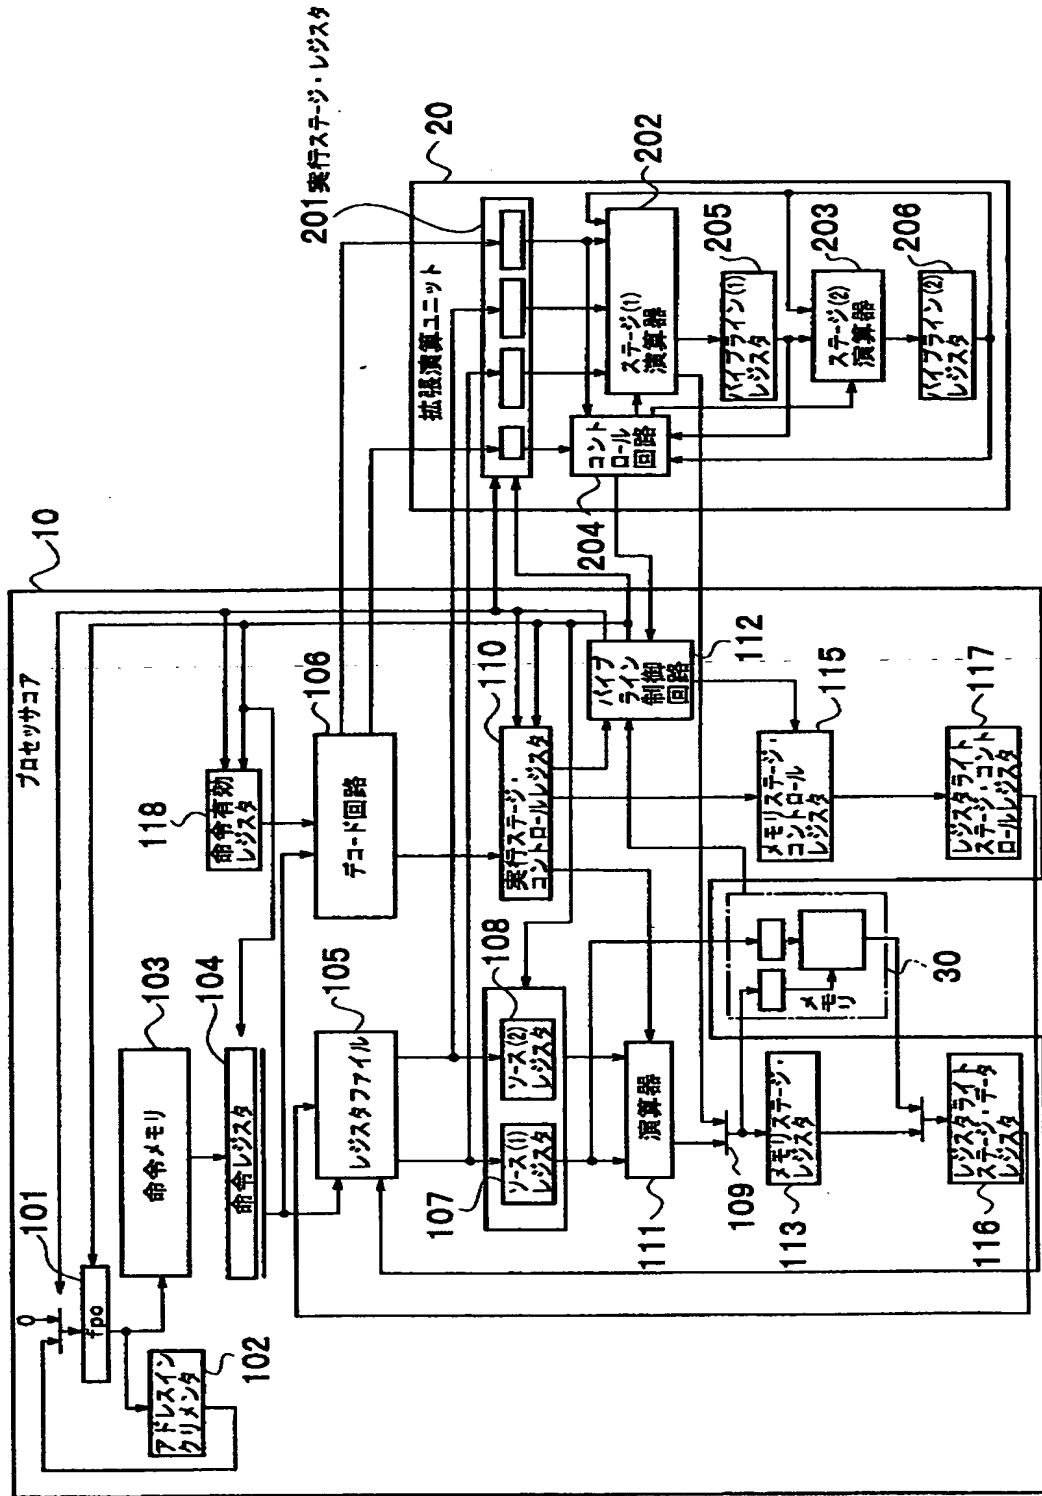 プロセッサコア
10
101
0
fpc
アドレスイン
クリメンタ
102
命令メモリ
103
命令レジスタ
104
命令有効
レジスタ
118
レジスタファイル
105
デコード回路
106
ソース(1)
レジスタ
107
ソース(2)
レジスタ
108
実行ステージ・
コントロールレジスタ
110
パイプ
ライン
制御
回路
112
演算器
111
109
メモリステージ・
レジスタ
113
メモリ
30
メモリステージ・
コントロール
レジスタ
115
レジスタライト
ステージ・データ
レジスタ
116
レジスタライト
ステージ・コント
ロールレジスタ
117
拡張演算ユニット
20
201実行ステージ・レジスタ
ステージ(1)
演算器
202
コント
ロール
回路
204
パイプライン(1)
レジスタ
205
ステージ(2)
演算器
203
パイプライン(2)
レジスタ
206